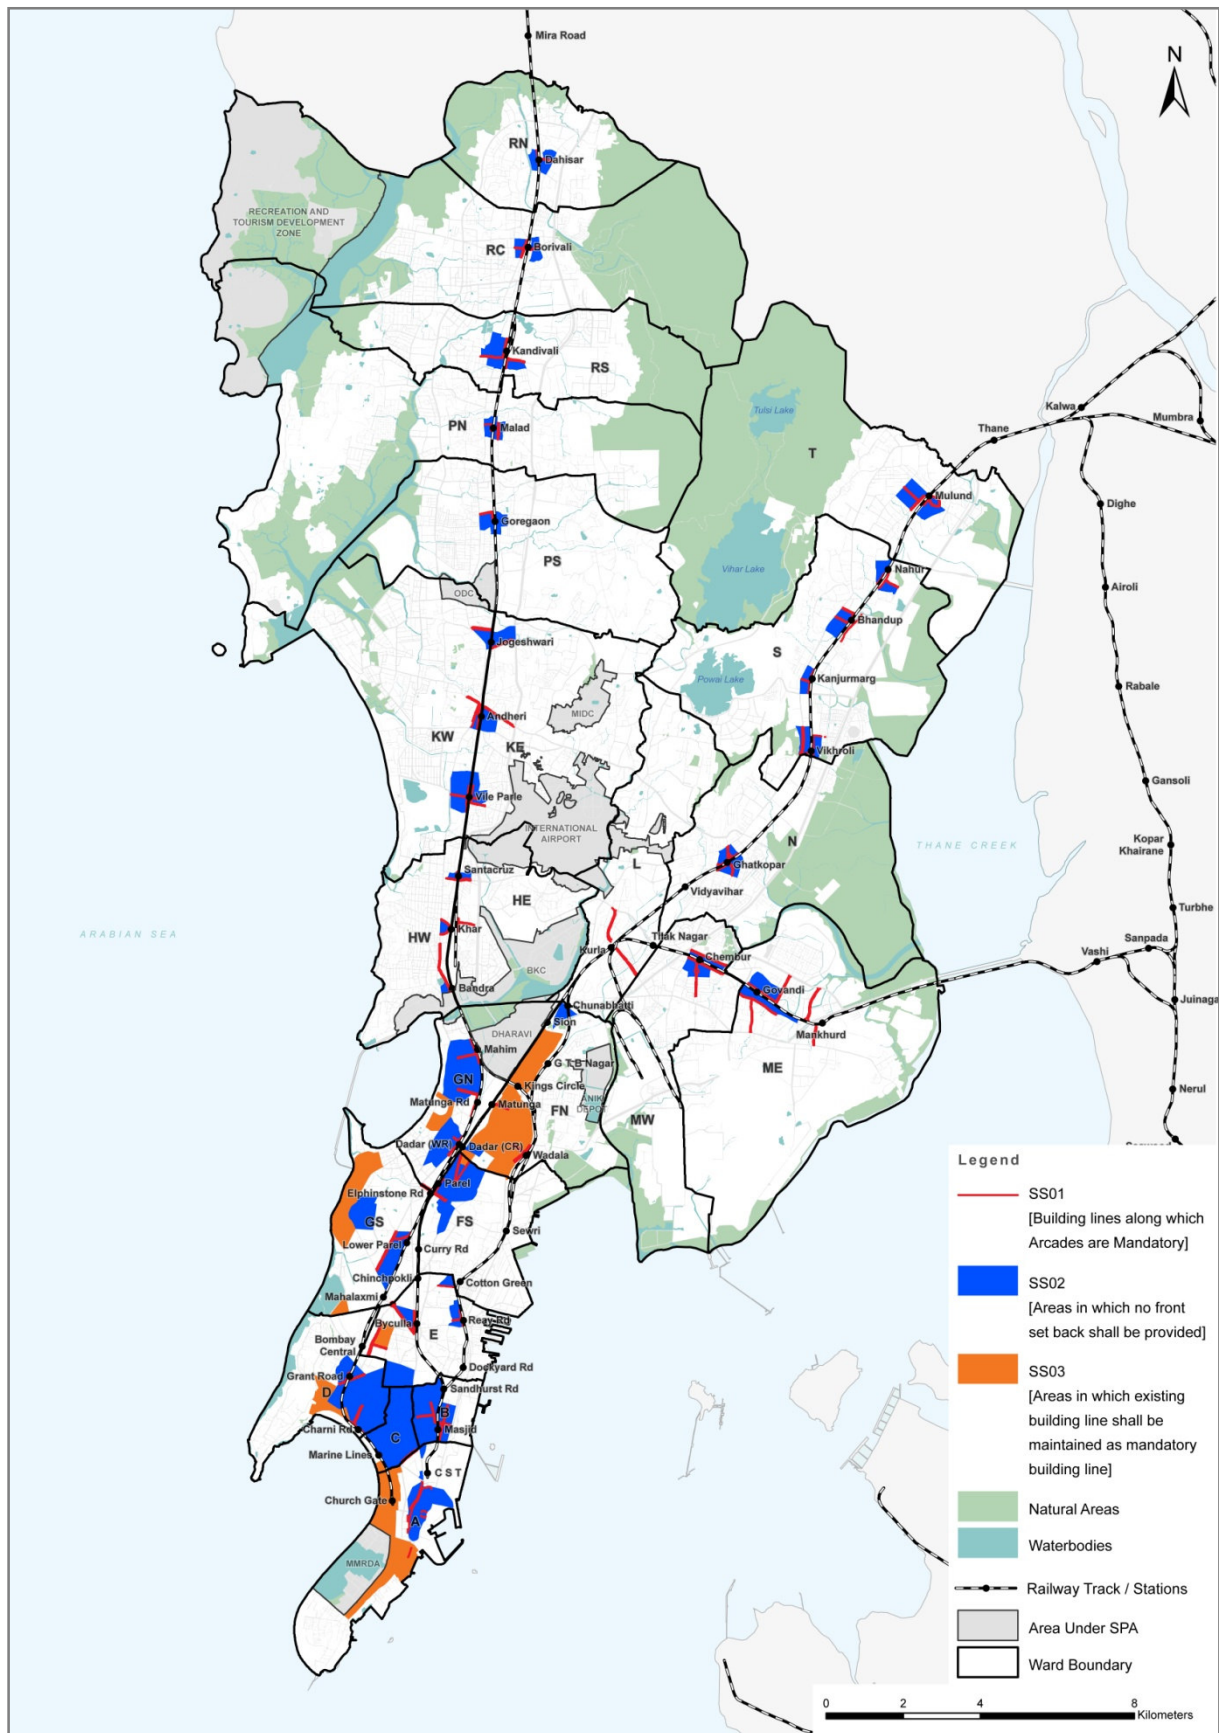 Mira Road
N
RN
Dahisar
RECREATION AND
TOURISM DEVELOPMENT
ZONE
RC
Borivali
Kandivali
RS
Tulsi Lake
Kalwa
Mumbra
PN
Malad
Thane
T
Mulund
Dighe
Goregaon
PS
Vihar Lake
Nahur
Airoli
ODC
Bhandup
Jogeshwari
S
Powai Lake
Kanjurmarg
Rabale
MIDC
Andheri
KW
KE
Vikhroli
Gansoli
Vile Parle
INTERNATIONAL
AIRPORT
N
THANE CREEK
Kopar
Khairane
L
Ghatkopar
Santacruz
Vidyavihar
HE
Turbhe
ARABIAN SEA
HW
Khar
Tilak Nagar
Kurla
Sanpada
Vashi
Chembur
BKC
Bandra
Govandi
Juinaga
Chunabhatti
Sion
DHARAVI
Mankhurd
Mahim
G T B Nagar
ME
GN
Kings Circle
Nerul
Matunga Rd
Matunga
FN
ANIK
DEPOT
MW
Dadar (WR)
Dadar (CR)
Wadala
Parel
Elphinstone Rd
GS
FS
Sewri
Lower Parel
Curry Rd
Chinchpokli
Cotton Green
Mahalaxmi
Byculla
E
Reay Rd
Bombay
Central
Dockyard Rd
Grant Road
D
Sandhurst Rd
B
Charni Rd
C
Masjid
Marine Lines
C S T
Church Gate
A
MMRDA
Legend
SS01
[Building lines along which
Arcades are Mandatory]
SS02
[Areas in which no front
set back shall be provided]
SS03
[Areas in which existing
building line shall be
maintained as mandatory
building line]
Natural Areas
Waterbodies
Railway Track / Stations
Area Under SPA
Ward Boundary
0 2 4 8
Kilometers